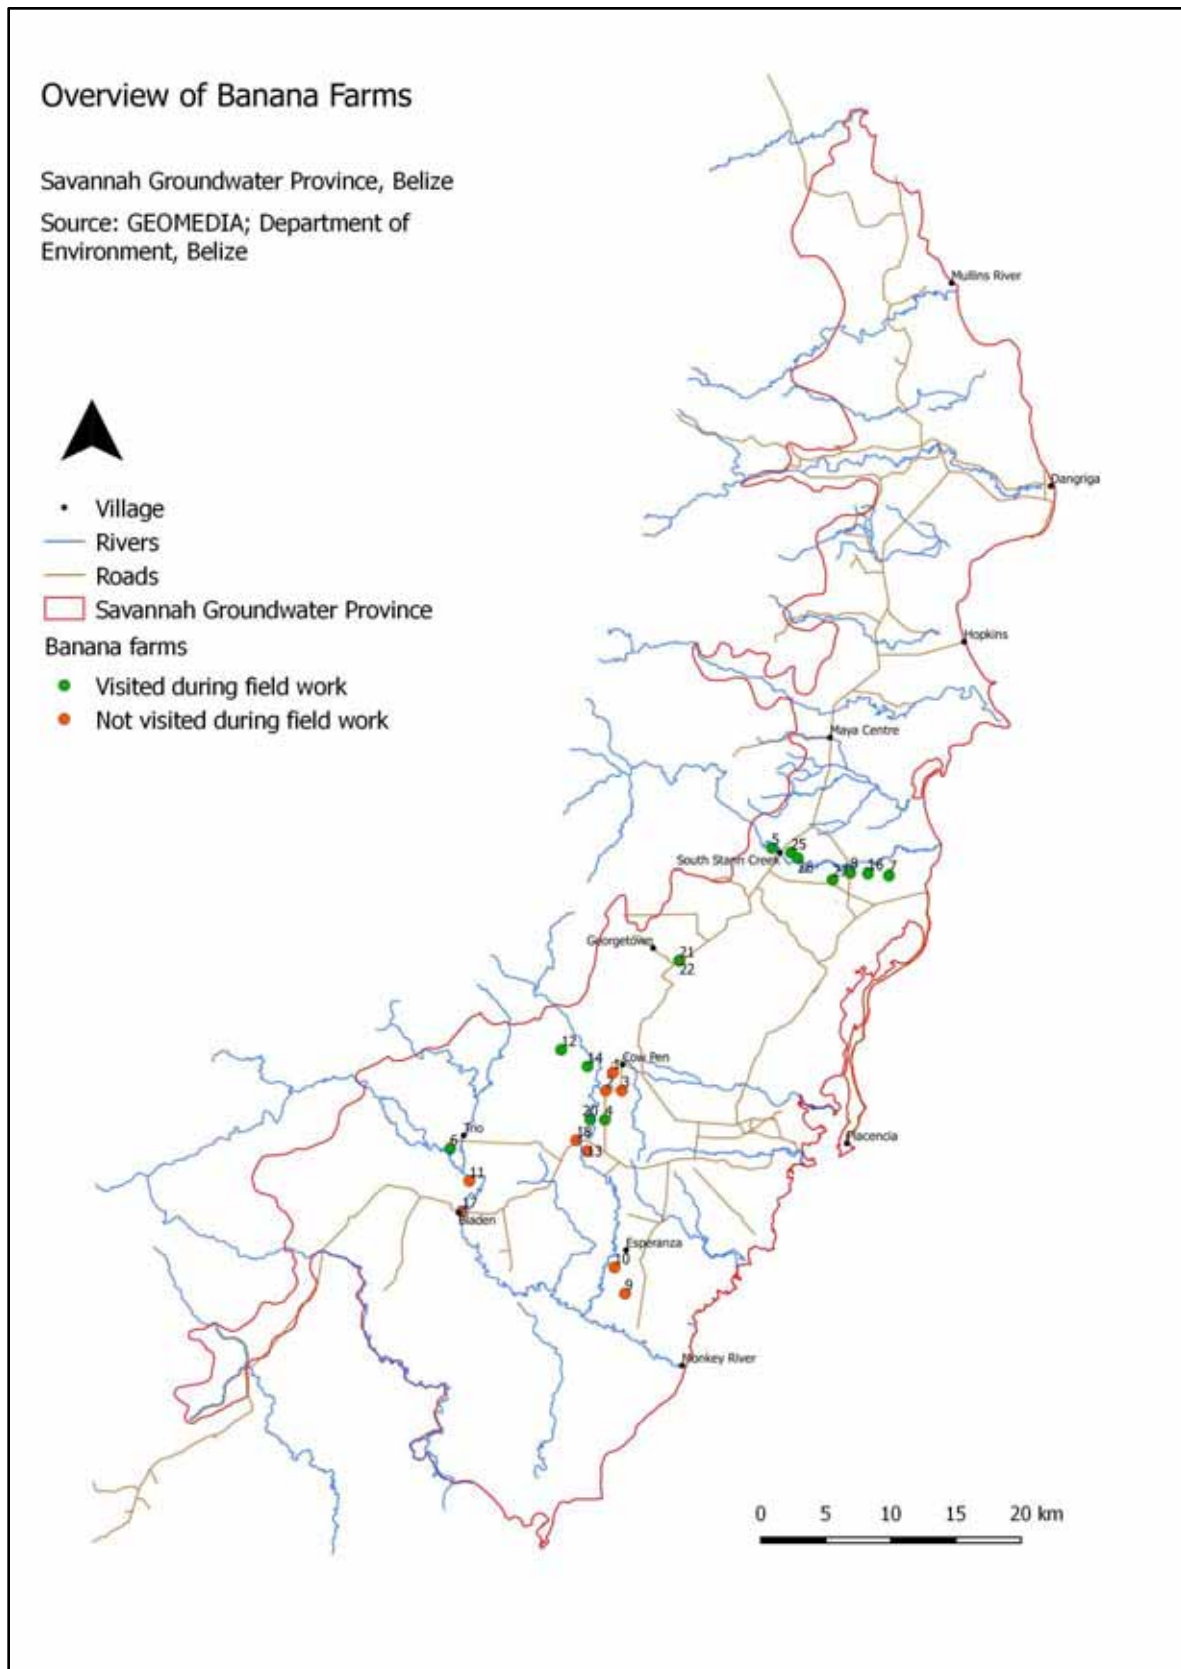 Overview of Banana Farms
Savannah Groundwater Province, Belize
Source: GEOMEDIA; Department of
Environment, Belize
Village
Rivers
Roads
Savannah Groundwater Province
Banana farms
Visited during field work
Not visited during field work
Mullins River
Dangriga
Hopkins
Maya Centre
5
25
South Stann Creek
8
16
7
Georgetown
21
22
12
14
Cow Pen
2
3
20
4
Trio
18
13
Placencia
6
11
17
Bladen
Esperanza
10
9
Monkey River
0 5 10 15 20 km